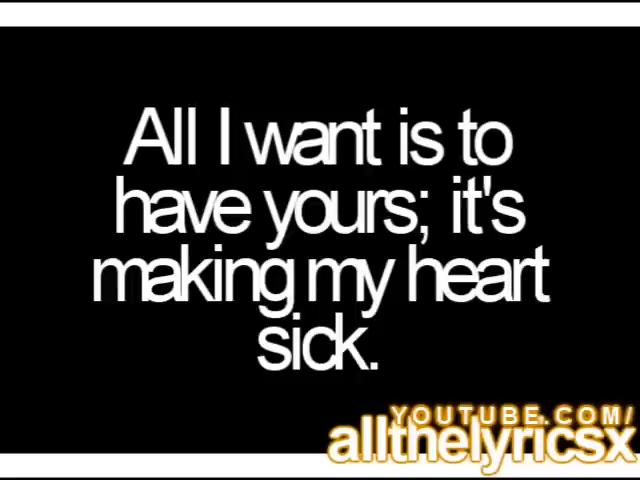 All I want is to
have yours; it's
making my heart
sick.
YOUTUBE.COM/
allthelyricsx